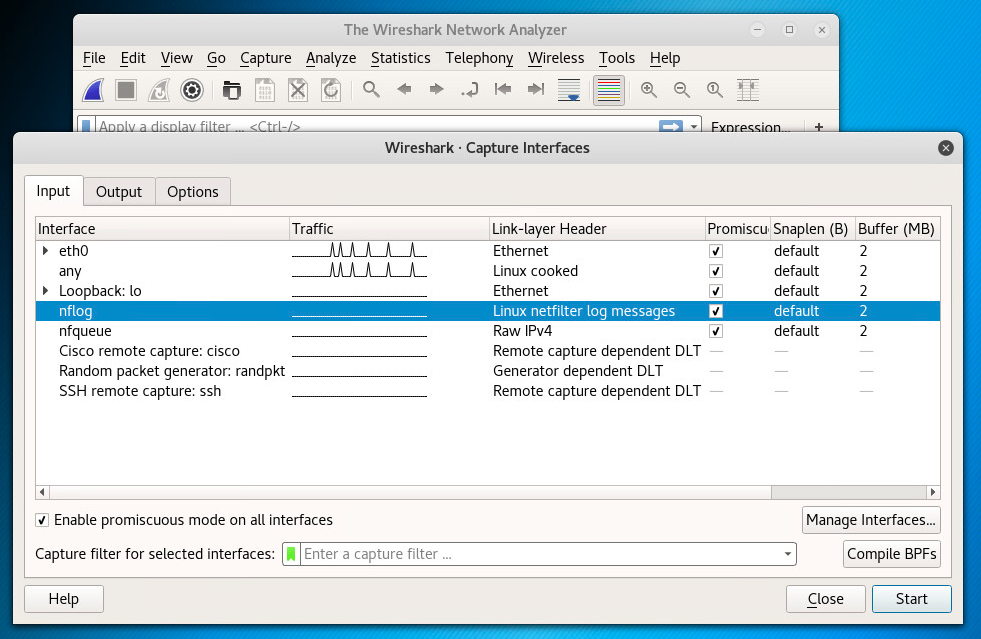 The Wireshark Network Analyzer
File Edit View Go Capture Analyze Statistics Telephony Wireless Tools Help
Apply a display filter ... <Ctrl-/> Expression... +
Wireshark · Capture Interfaces
Input Output Options
Interface Traffic Link-layer Header Promiscu Snaplen (B) Buffer (MB)
eth0 Ethernet default 2
any Linux cooked default 2
Loopback: lo Ethernet default 2
nflog Linux netfilter log messages default 2
nfqueue Raw IPv4 default 2
Cisco remote capture: cisco Remote capture dependent DLT — — —
Random packet generator: randpkt Generator dependent DLT — — —
SSH remote capture: ssh Remote capture dependent DLT — — —
Enable promiscuous mode on all interfaces Manage Interfaces...
Capture filter for selected interfaces: Enter a capture filter ... Compile BPFs
Help Close Start